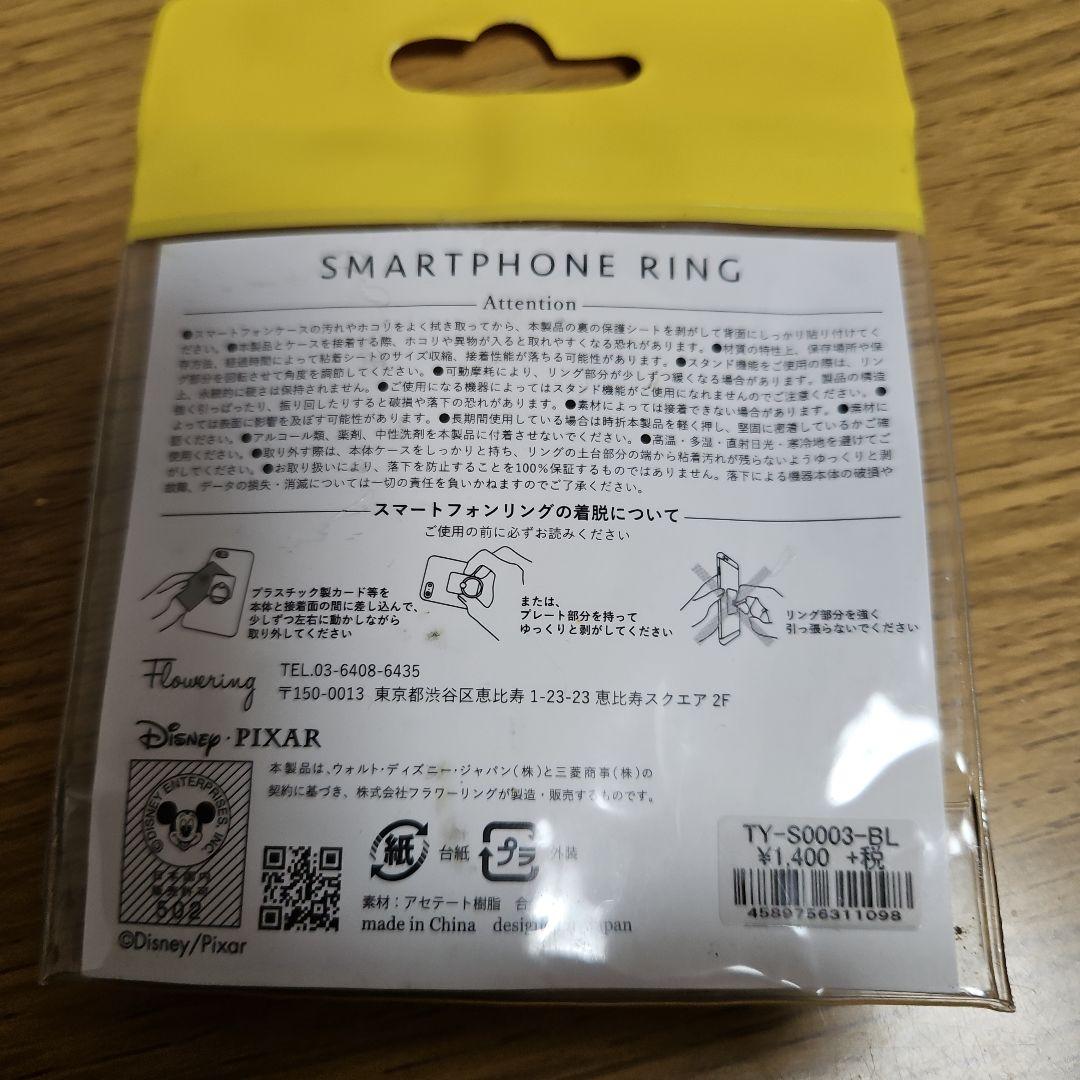 SMARTPHONE RING
Attention
●スマートフォンケースの汚れやホコリをよく拭き取ってから、本製品の裏の保護シートを剥がして背面にしっかり貼り付けてく
ださい。●本製品とケースを接着する際、ホコリや異物が入ると取れやすくなる恐れがあります。●材質の特性上、保存場所や保
存方法、経過時間によって粘着シートのサイズ収縮、接着性能が落ちる可能性があります。●スタンド機能をご使用の際は、リン
グ部分を回転させて角度を調節してください。●可動摩耗により、リング部分が少しずつ緩くなる場合があります。製品の構造
上、永続的に硬さは保持されません。●ご使用になる機器によってはスタンド機能がご使用になれませんのでご注意ください。●
強く引っぱったり、振り回したりすると破損や落下の恐れがあります。●素材によっては接着できない場合があります。●素材に
よっては表面に影響を及ぼす可能性があります。●長期間使用している場合は時折本製品を軽く押し、堅固に密着しているかご確
認ください。●アルコール類、薬剤、中性洗剤を本製品に付着させないでください。●高温・多湿・直射日光・寒冷地を避けてご
使用ください。●取り外す際は、本体ケースをしっかりと持ち、リングの土台部分の端から粘着汚れが残らないようゆっくりと剥
がしてください。●お取り扱いにより、落下を防止することを100%保証するものではありません。落下による機器本体の破損や
故障、データの損失・消滅については一切の責任を負いかねますのでご了承ください。
スマートフォンリングの着脱について
ご使用の前に必ずお読みください
プラスチック製カード等を
本体と接着面の間に差し込んで、
少しずつ左右に動かしながら
取り外してください
または、
プレート部分を持って
ゆっくりと剥がしてください
リング部分を強く
引っ張らないでください
Flowering
TEL.03-6408-6435
〒150-0013 東京都渋谷区恵比寿 1-23-23 恵比寿スクエア 2F
Disney・PIXAR
本製品は、ウォルト・ディズニー・ジャパン(株)と三菱商事(株)の
契約に基づき、株式会社フラワーリングが製造・販売するものです。
©DISNEY ENTERPRISES, INC
日本国内
販売許可
502
©Disney/Pixar
紙 台紙 プラ 外装
素材：アセテート樹脂 合
made in China design in Japan
TY-S0003-BL
¥1,400 +税
4589756311098